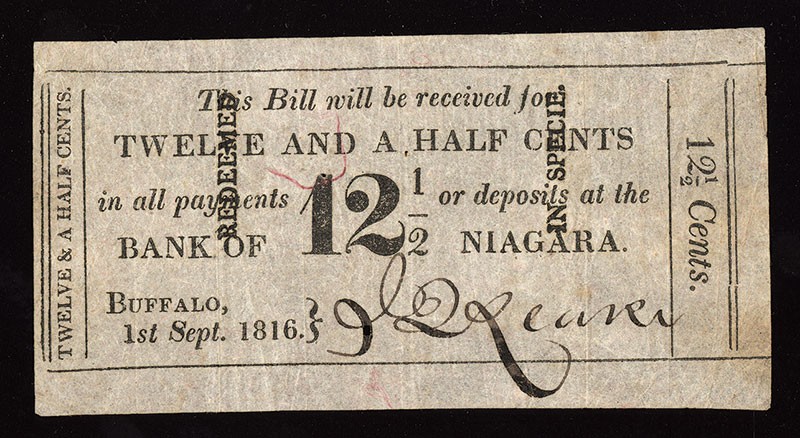 TWELVE & A HALF CENTS.
This Bill will be received for
TWELVE AND A HALF CENTS
in all payments 12 1/2 or deposits at the
BANK OF NIAGARA.
BUFFALO,
1st Sept. 1816.}
12 1/2 Cents.
REDEEMED
IN SPECIE.